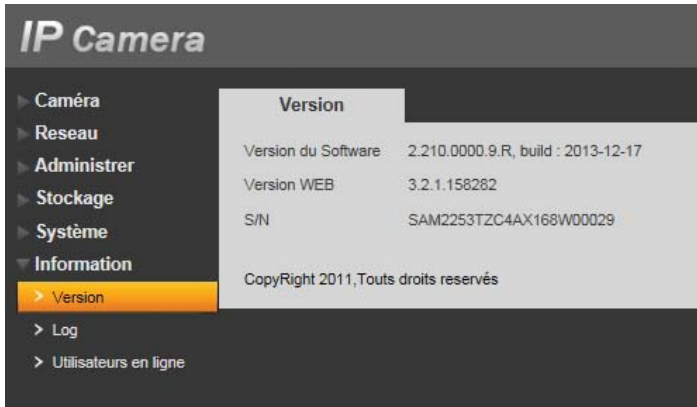 IP Camera
Caméra
Reseau
Administrer
Stockage
Système
Information
Version
Log
Utilisateurs en ligne
Version
Version du Software 2.210.0000.9.R, build : 2013-12-17
Version WEB 3.2.1.158282
S/N SAM2253TZC4AX168W00029
CopyRight 2011,Touts droits reservés